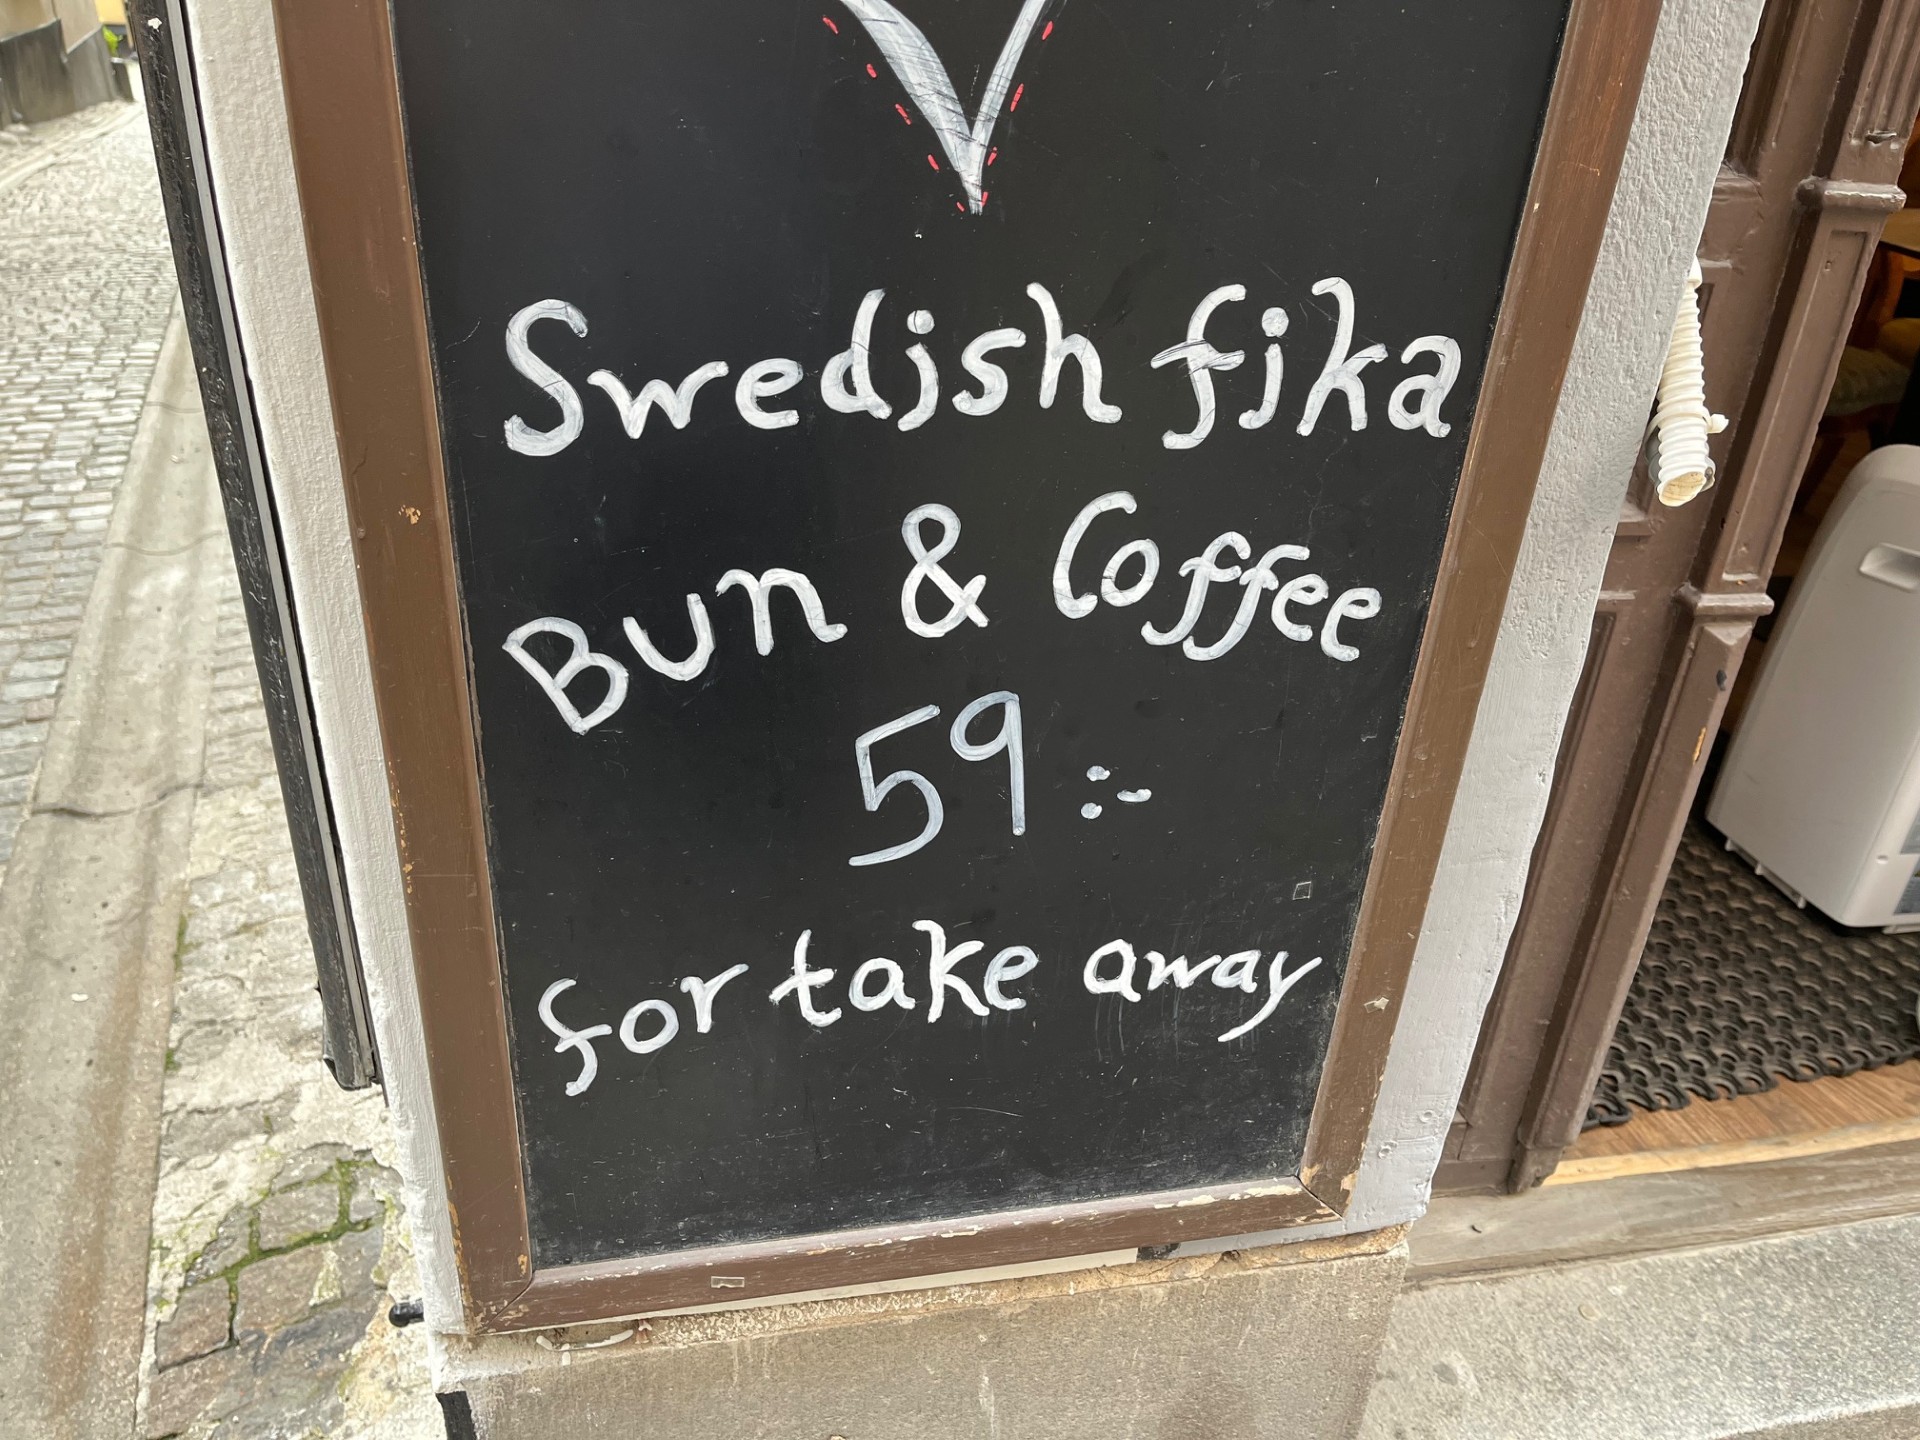 Swedish fika
Bun & Coffee
59:-
for take away